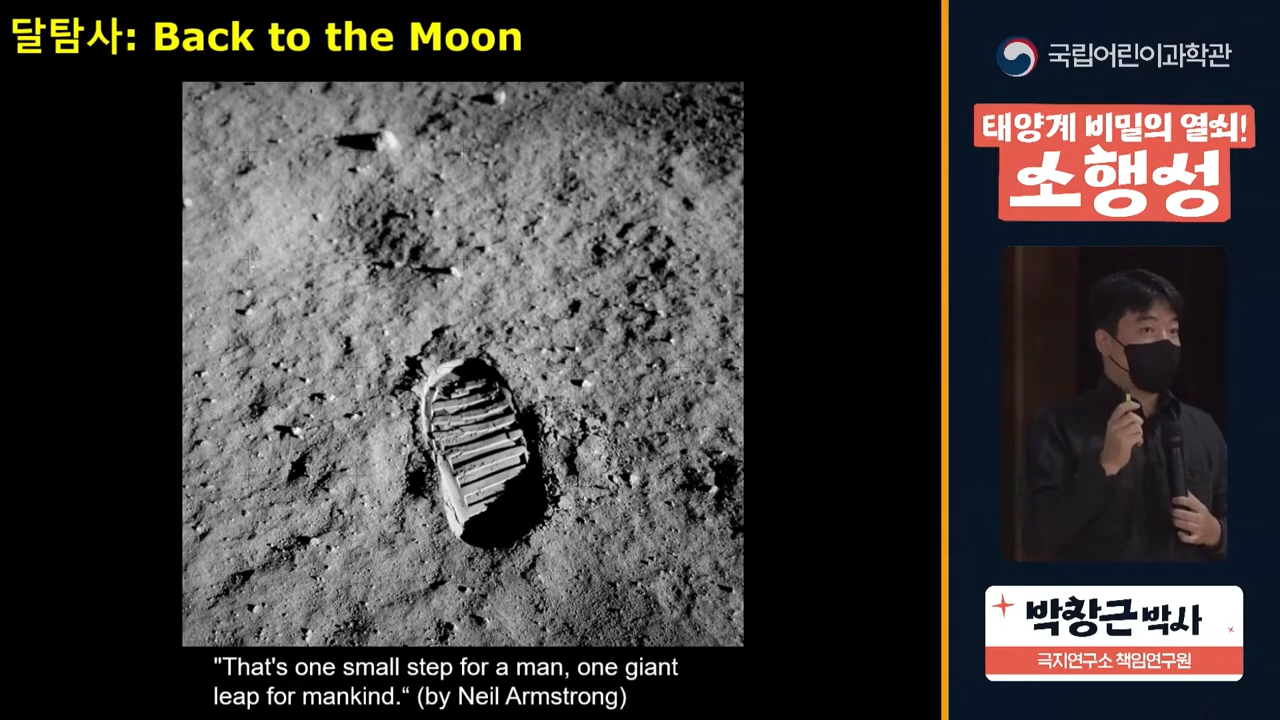 달탐사: Back to the Moon
"That's one small step for a man, one giant
leap for mankind.“ (by Neil Armstrong)
국립어린이과학관
태양계 비밀의 열쇠!
소행성
박창근 박사
극지연구소 책임연구원